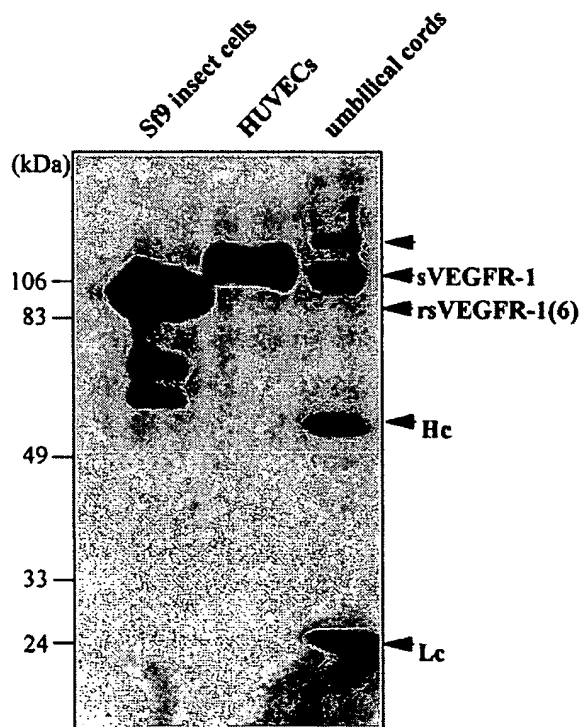 Sf9 insect cells
HUVECs
umbilical cords
(kDa)
106
sVEGFR-1
83
rsVEGFR-1(6)
Hc
49
33
24
Lc